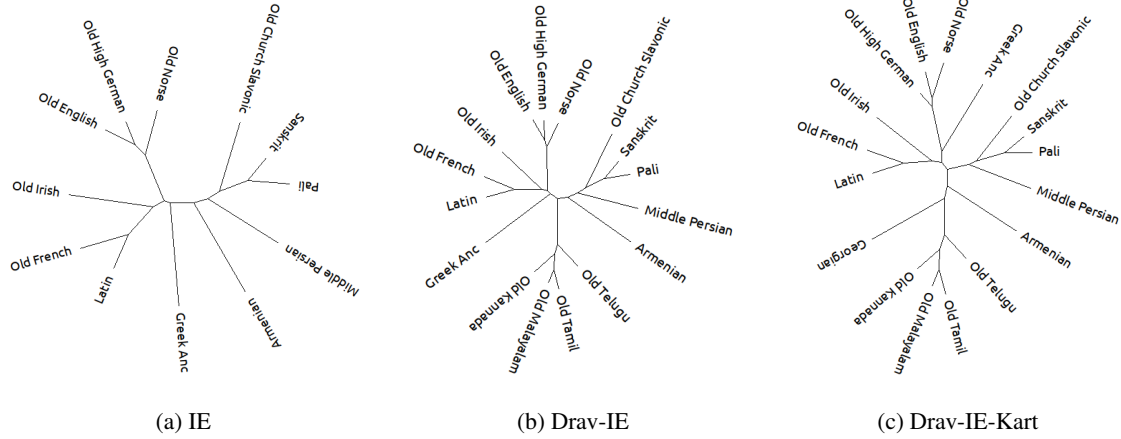 Old English
Old High German
Old Norse
Old Church Slavonic
Sanskrit
Pali
Middle Persian
Armenian
Greek Anc
Latin
Old French
Old Irish
(a) IE
Old Irish
Old English
Old High German
Old Norse
Old Church Slavonic
Sanskrit
Pali
Middle Persian
Armenian
Old Telugu
Old Tamil
Old Malayalam
Old Kannada
Greek Anc
Latin
Old French
(b) Drav-IE
Old Irish
Old High German
Old English
Old Norse
Greek Anc
Old Church Slavonic
Sanskrit
Pali
Middle Persian
Armenian
Old Telugu
Old Tamil
Old Malayalam
Old Kannada
Georgian
Latin
Old French
(c) Drav-IE-Kart